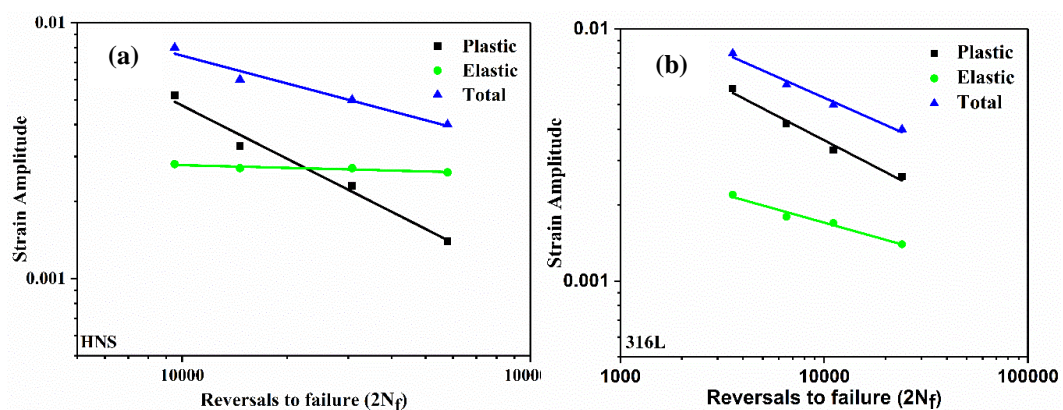 0.01
(a)
Plastic
Elastic
Total
Strain Amplitude
0.001
HNS
10000
10000
Reversals to failure (2Nf)
0.01
(b)
Plastic
Elastic
Total
Strain Amplitude
0.001
316L
1000
10000
100000
Reversals to failure (2Nf)